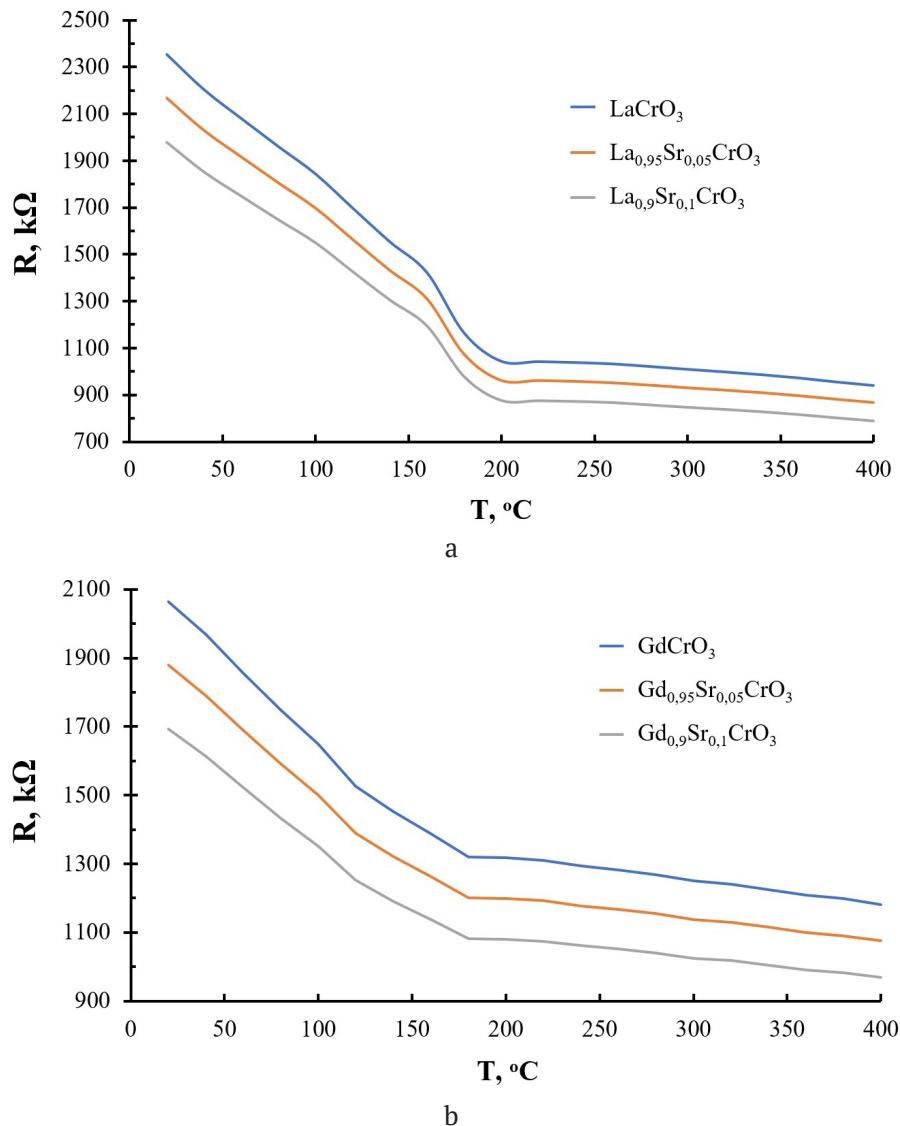 2500
2300
2100
1900
1700
1500
1300
1100
900
700
R, kΩ
LaCrO₃
La₀,₉₅Sr₀,₀₅CrO₃
La₀,₉Sr₀,₁CrO₃
0 50 100 150 200 250 300 350 400
T, ᵒC
a
2100
1900
1700
1500
1300
1100
900
R, kΩ
GdCrO₃
Gd₀,₉₅Sr₀,₀₅CrO₃
Gd₀,₉Sr₀,₁CrO₃
0 50 100 150 200 250 300 350 400
T, ᵒC
b